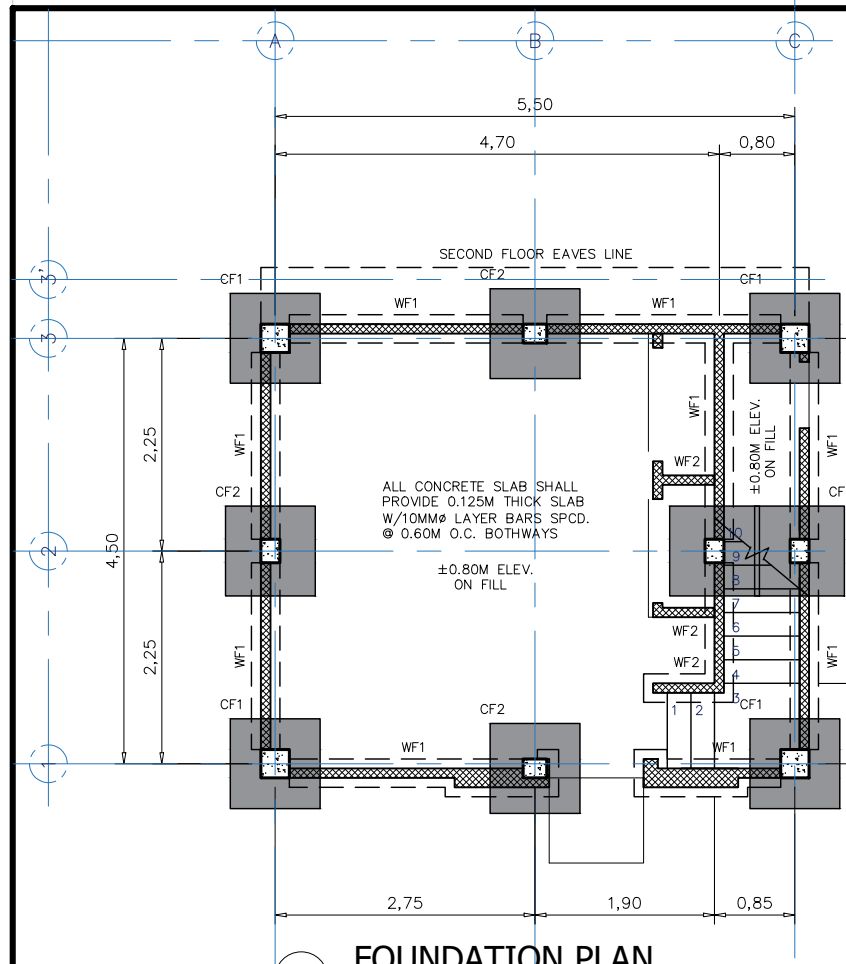 A
B
C
5,50
4,70
0,80
SECOND FLOOR EAVES LINE
3'
CF1
CF2
CF1
WF1
WF1
3
2,25
WF1
WF1
±0.80M ELEV.
ON FILL
WF1
WF2
CF2
ALL CONCRETE SLAB SHALL
PROVIDE 0.125M THICK SLAB
W/10MMø LAYER BARS SPCD.
@ 0.60M O.C. BOTHWAYS
±0.80M ELEV.
ON FILL
4,50
2
10
9
8
7
6
5
4
3
2,25
WF1
WF2
WF2
WF1
CF1
CF2
1
2
CF1
WF1
WF1
1
2,75
1,90
0,85
FOUNDATION PLAN